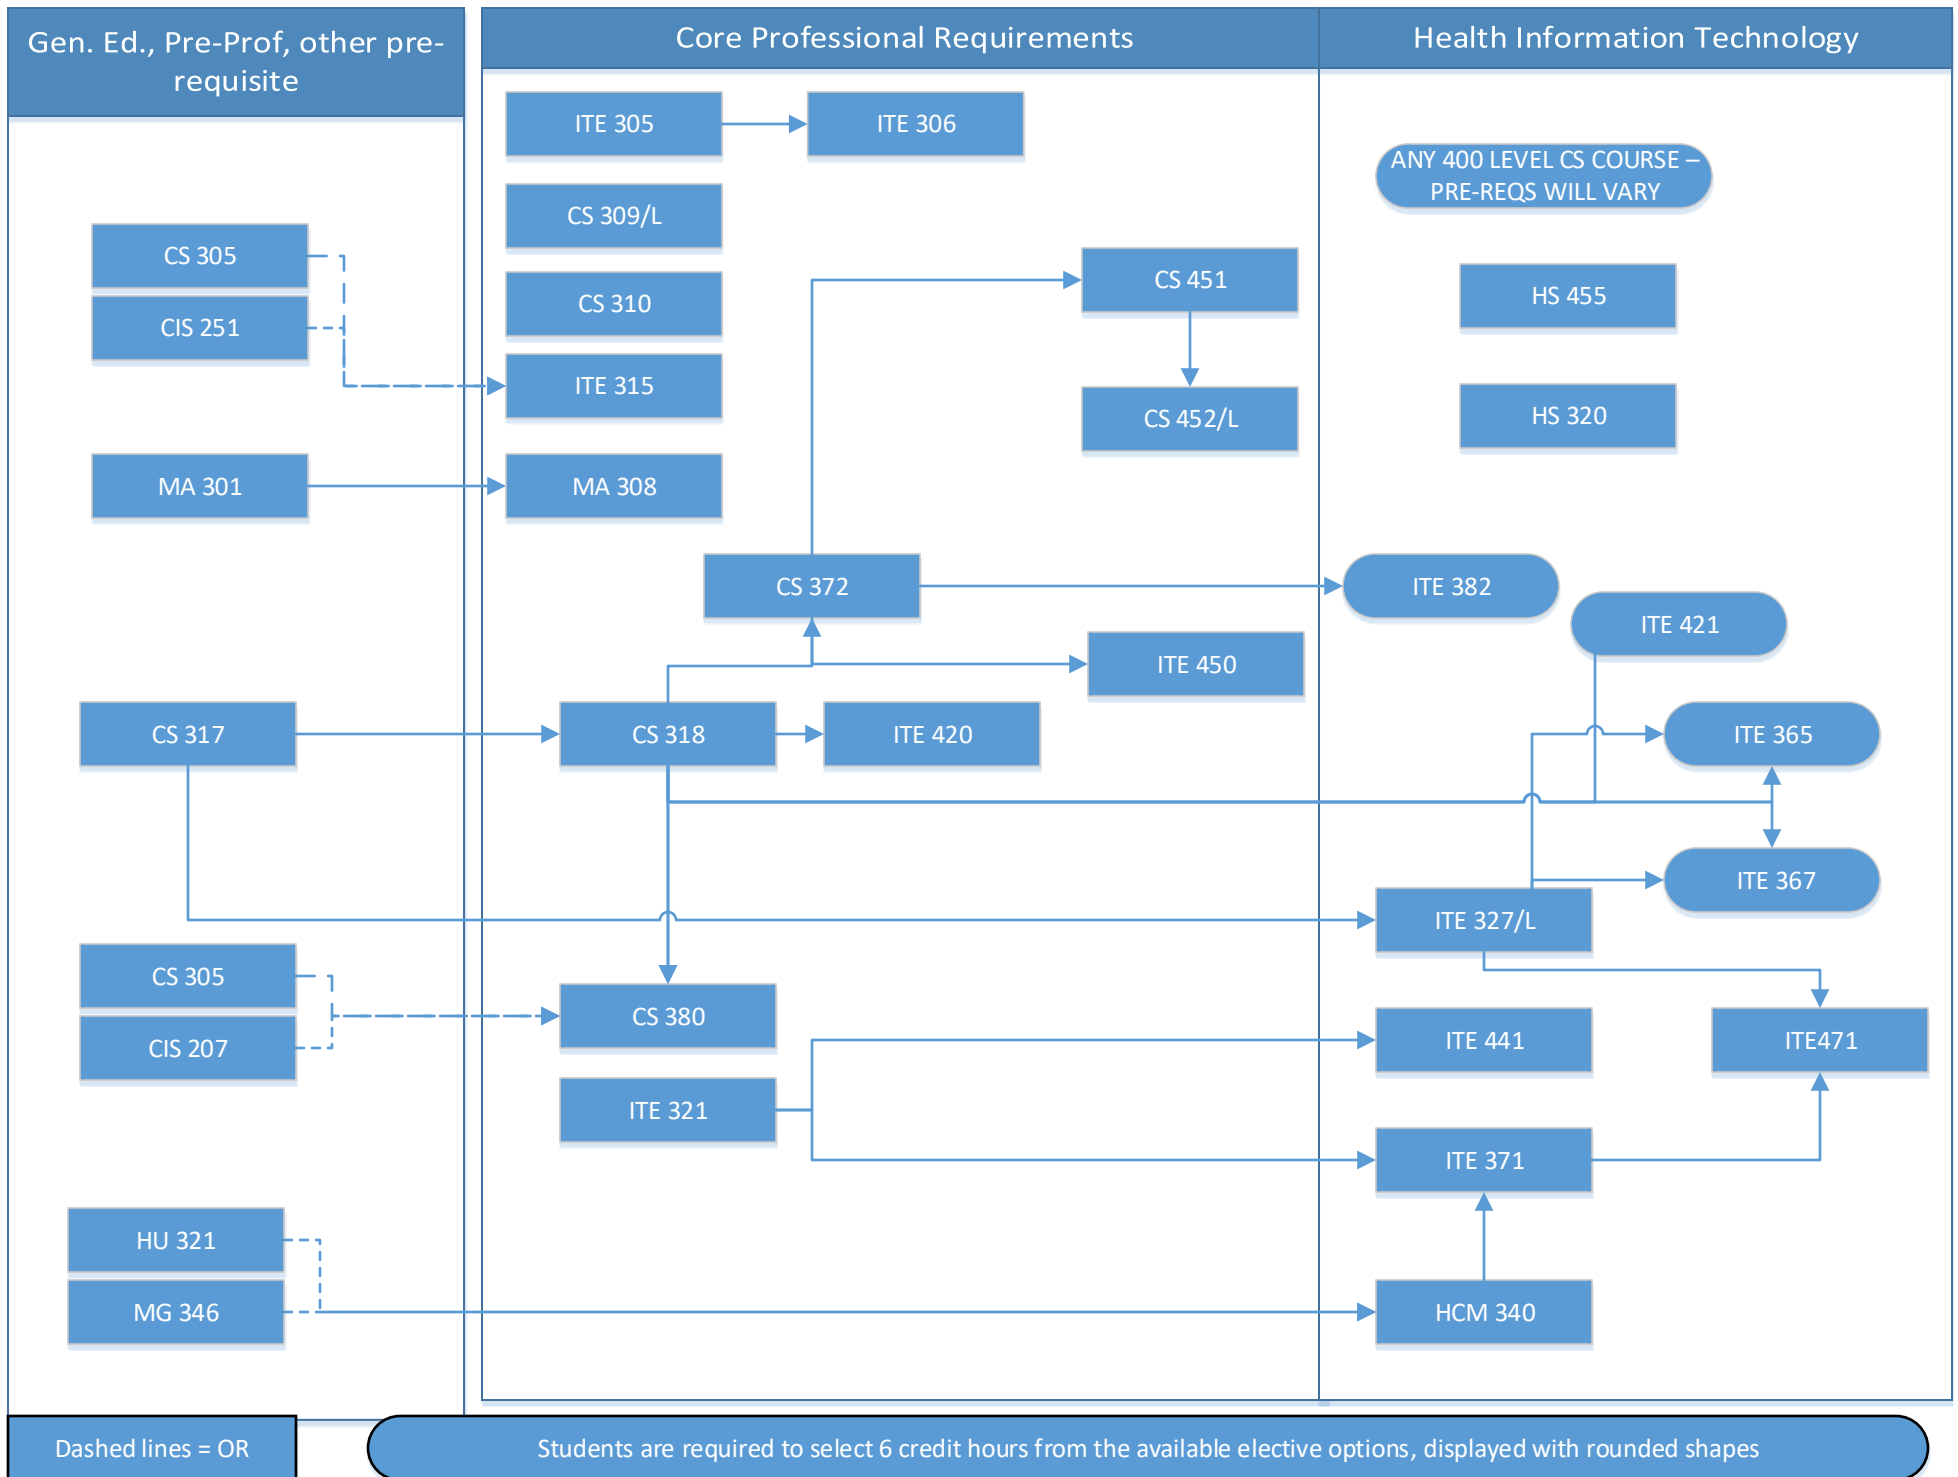 Gen. Ed., Pre-Prof, other pre-
requisite
Core Professional Requirements
Health Information Technology
ITE 305
ITE 306
ANY 400 LEVEL CS COURSE –
PRE-REQS WILL VARY
CS 309/L
CS 305
CS 451
HS 455
CS 310
CIS 251
ITE 315
CS 452/L
HS 320
MA 301
MA 308
CS 372
ITE 382
ITE 421
ITE 450
CS 317
CS 318
ITE 420
ITE 365
ITE 367
ITE 327/L
CS 305
CS 380
CIS 207
ITE 441
ITE471
ITE 321
ITE 371
HU 321
MG 346
HCM 340
Dashed lines = OR
Students are required to select 6 credit hours from the available elective options, displayed with rounded shapes